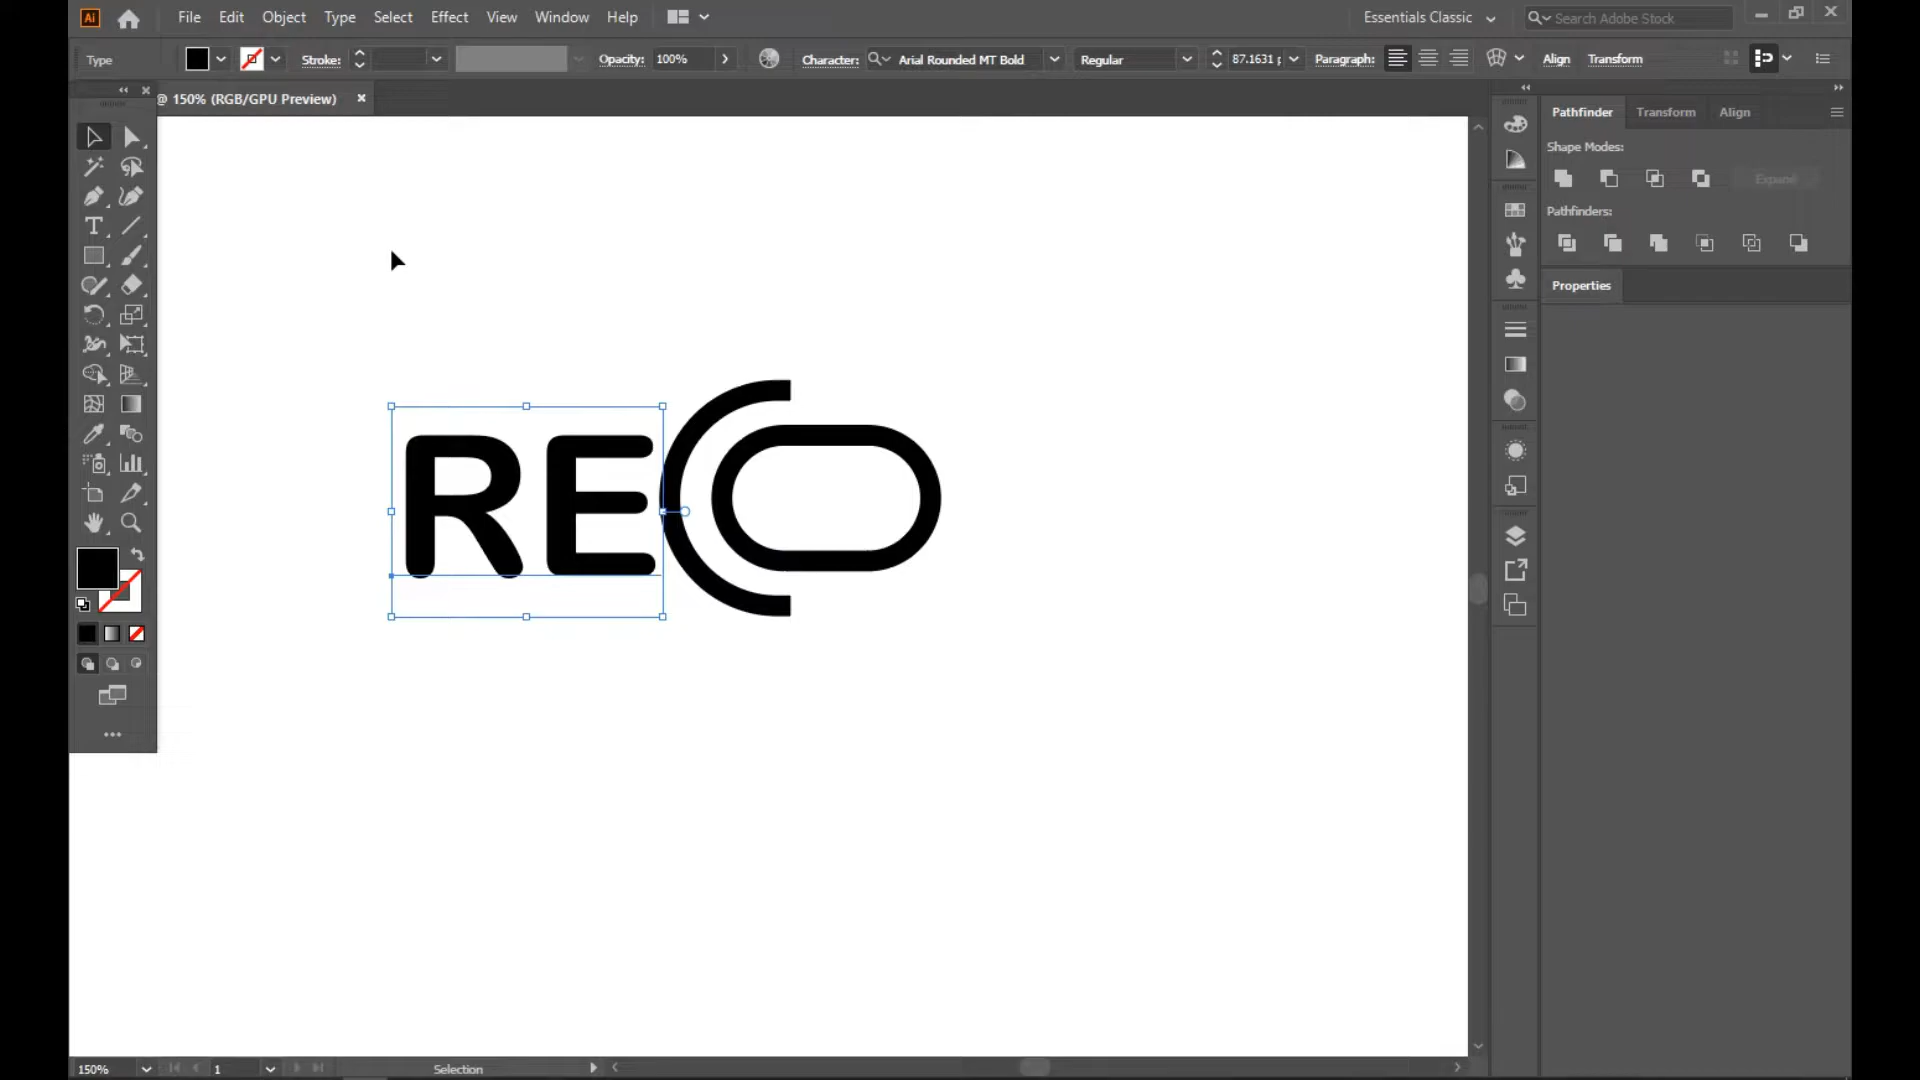 File Edit Object Type Select Effect View Window Help Essentials Classic Search Adobe Stock
Type Stroke: Opacity: 100% Character: Arial Rounded MT Bold Regular 87.1631 p Paragraph: Align Transform
@ 150% (RGB/GPU Preview)
Pathfinder Transform Align
Shape Modes:
Expand
Pathfinders:
Properties
RECO
150% 1 Selection